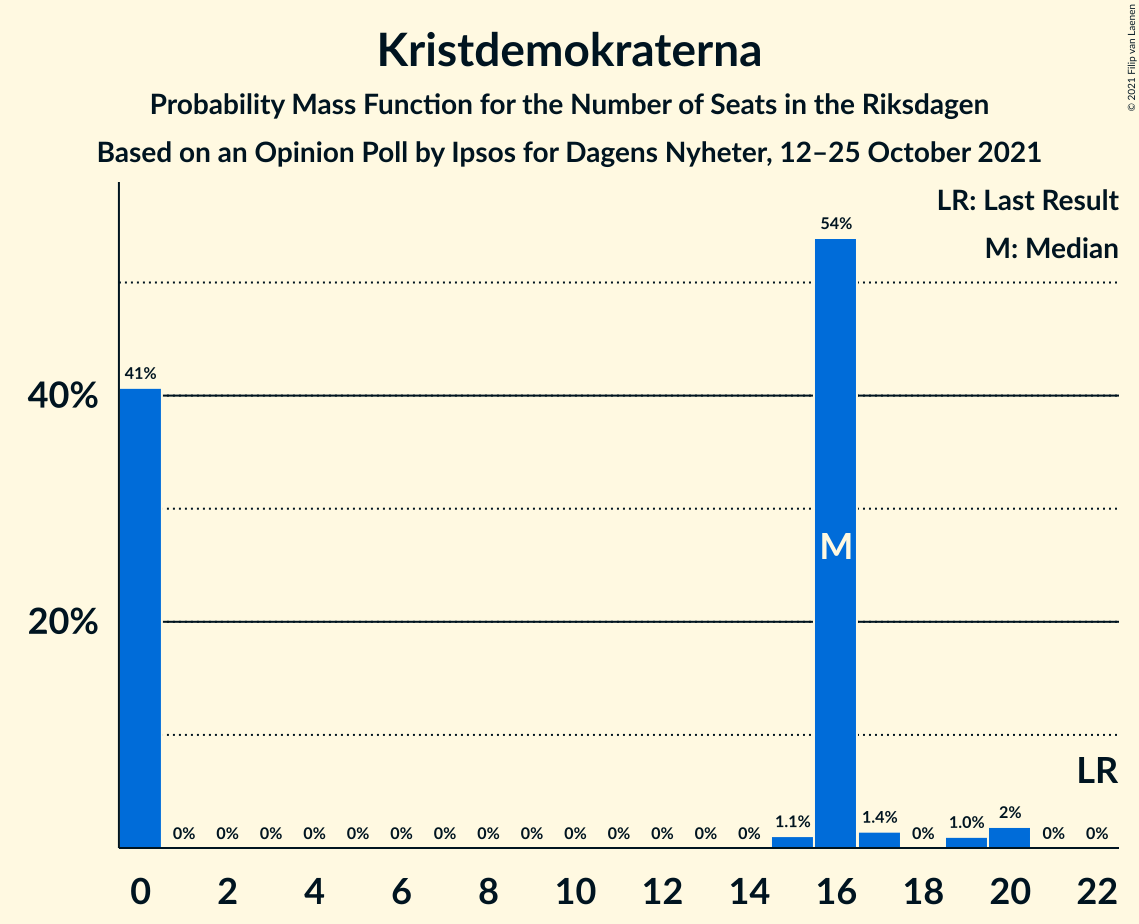 Kristdemokraterna
Probability Mass Function for the Number of Seats in the Riksdagen
Based on an Opinion Poll by Ipsos for Dagens Nyheter, 12–25 October 2021
© 2021 Filip van Laenen
LR: Last Result
M: Median
54%
41%
40%
M
20%
LR
0% 0% 0% 0% 0% 0% 0% 0% 0% 0% 0% 0% 0% 0% 1.1% 1.4% 0% 1.0% 2% 0% 0%
0 2 4 6 8 10 12 14 16 18 20 22